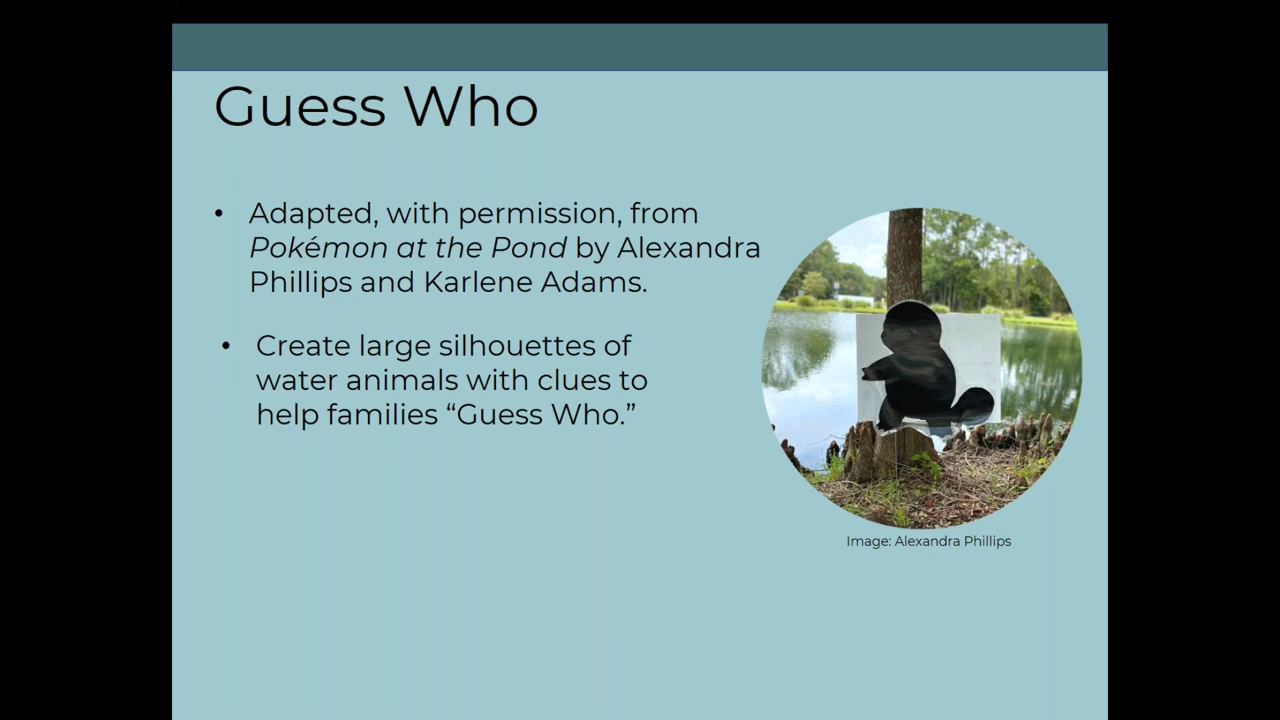 Guess Who
• Adapted, with permission, from
Pokémon at the Pond by Alexandra
Phillips and Karlene Adams.
• Create large silhouettes of
water animals with clues to
help families “Guess Who.”
Image: Alexandra Phillips